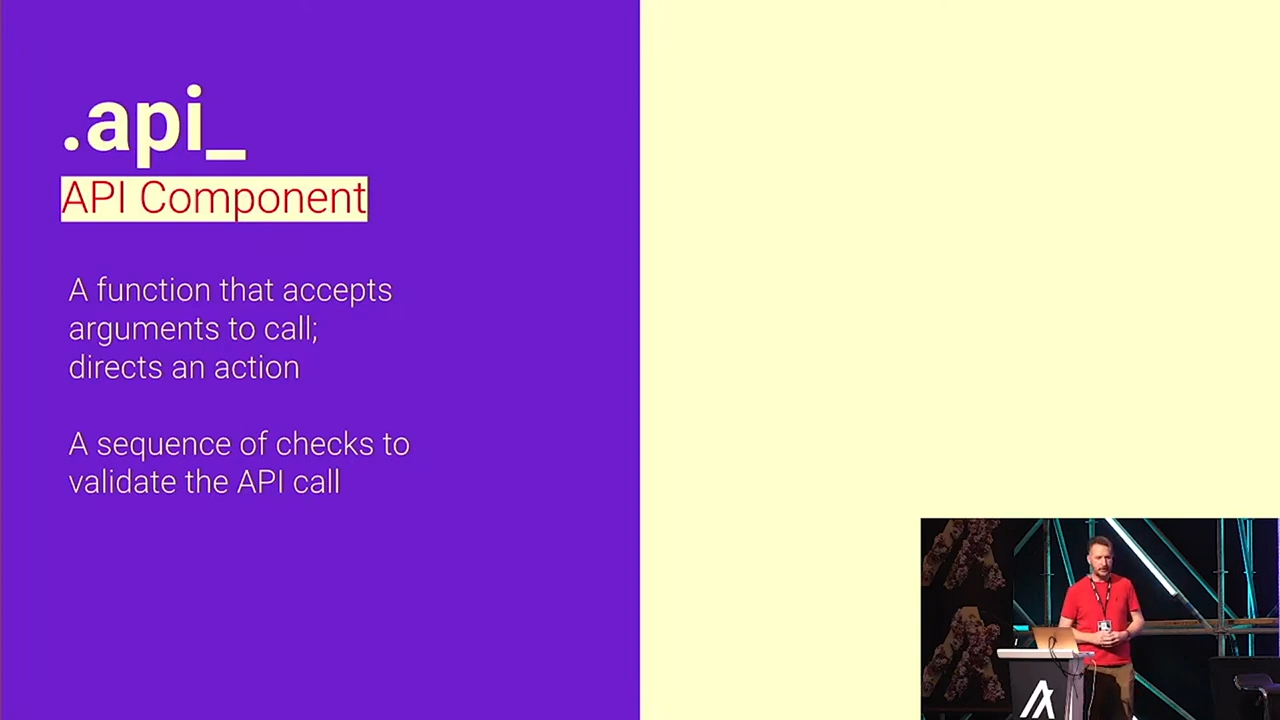 .api_
API Component
A function that accepts
arguments to call;
directs an action
A sequence of checks to
validate the API call